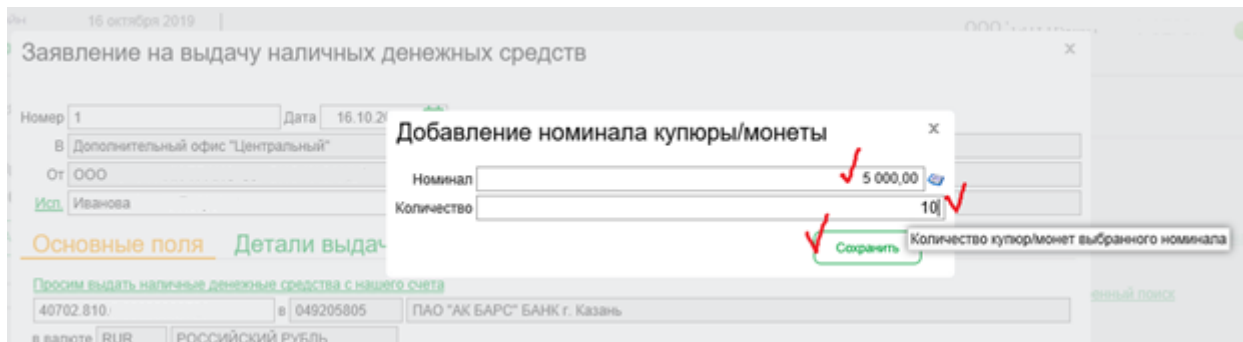 16 октября 2019
ООО
Заявление на выдачу наличных денежных средств x
Номер 1 Дата 16.10.20
Добавление номинала купюры/монеты x
В Дополнительный офис "Центральный"
От ООО
Номинал 5 000,00
Исп. Иванова
Количество 10
Основные поля Детали выдач
Сохранить
Количество купюр/монет выбранного номинала
Просим выдать наличные денежные средства с нашего счета
енный поиск
40702.810. в 049205805 ПАО "АК БАРС" БАНК г. Казань
в валюте RUR РОССИЙСКИЙ РУБЛЬ